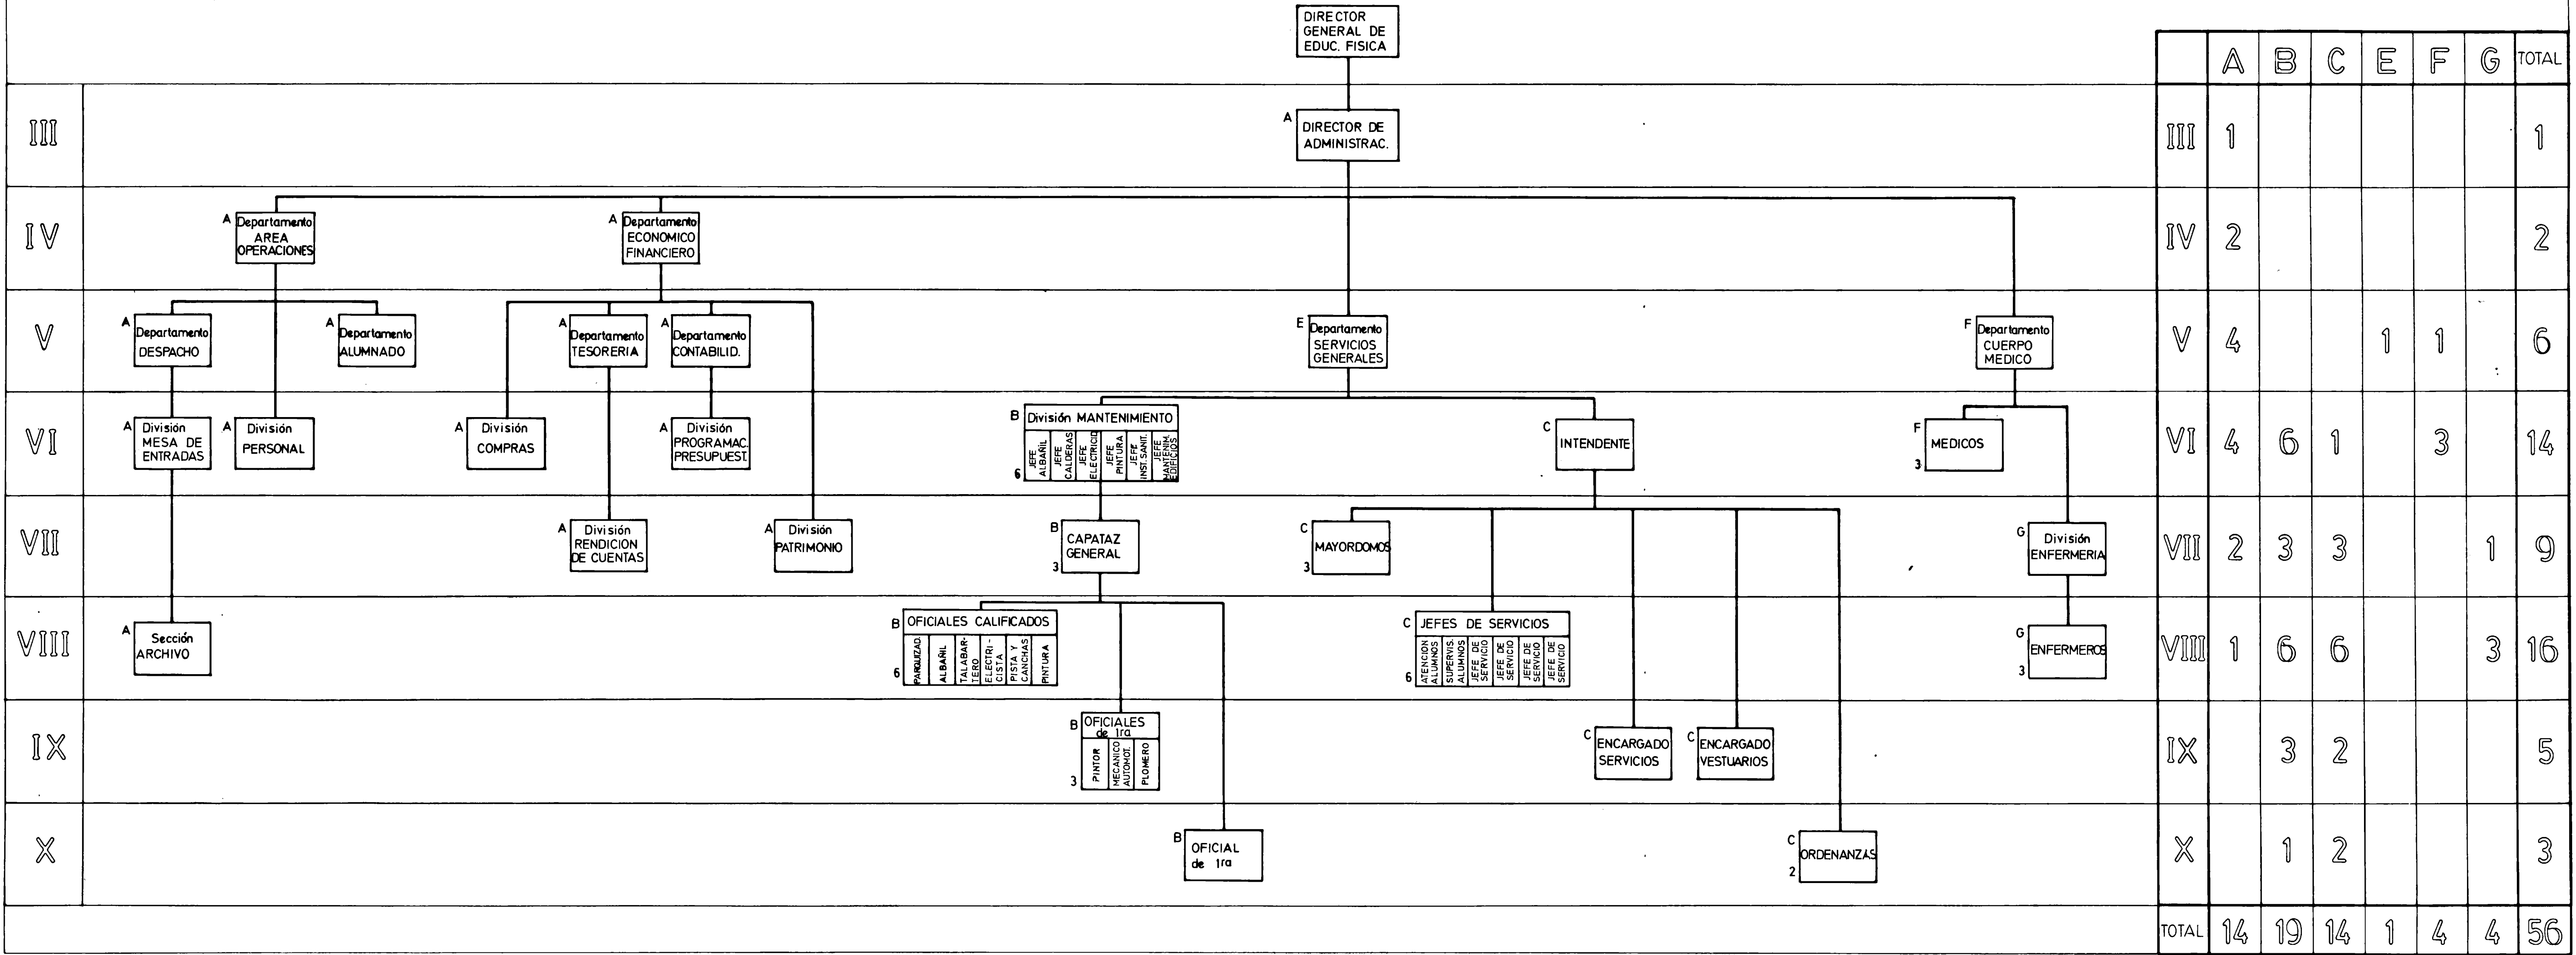 DIRECTOR
GENERAL DE
EDUC. FISICA
III
A
DIRECTOR DE
ADMINISTRAC.
IV
A
Departamento
AREA
OPERACIONES
A
Departamento
ECONOMICO
FINANCIERO
V
A
Departamento
DESPACHO
A
Departamento
ALUMNADO
A
Departamento
TESORERIA
A
Departamento
CONTABILID.
E
Departamento
SERVICIOS
GENERALES
F
Departamento
CUERPO
MEDICO
VI
A
División
MESA DE
ENTRADAS
A
División
PERSONAL
A
División
COMPRAS
A
División
PROGRAMAC.
PRESUPUEST.
B
División MANTENIMIENTO
JEFE
ALBAÑIL
JEFE
CALDERAS
JEFE
ELECTRICID
JEFE
PINTURA
JEFE
INST.SANIT.
JEFE
MANTENIM.
EDIFICIOS
6
C
INTENDENTE
F
MEDICOS
3
VII
A
División
RENDICION
DE CUENTAS
A
División
PATRIMONIO
B
CAPATAZ
GENERAL
3
C
MAYORDOMOS
3
G
División
ENFERMERIA
VIII
A
Sección
ARCHIVO
B
OFICIALES CALIFICADOS
PARQUIZAD.
ALBAÑIL
TALABAR-
TERO
ELECTRI-
CISTA
PISTA Y
CANCHAS
PINTURA
6
C
JEFES DE SERVICIOS
ATENCION
ALUMNOS
SUPERVIS.
ALUMNOS
JEFE DE
SERVICIO
JEFE DE
SERVICIO
JEFE DE
SERVICIO
JEFE DE
SERVICIO
6
G
ENFERMEROS
3
IX
B
OFICIALES
de 1ra
PINTOR
MECANICO
AUTOMOT.
PLOMERO
3
C
ENCARGADO
SERVICIOS
C
ENCARGADO
VESTUARIOS
X
B
OFICIAL
de 1ra
C
ORDENANZAS
2
A B C E F G TOTAL
III 1 1
IV 2 2
V 4 1 1 6
VI 4 6 1 3 14
VII 2 3 3 1 9
VIII 1 6 6 3 16
IX 3 2 5
X 1 2 3
TOTAL 14 19 14 1 4 4 56